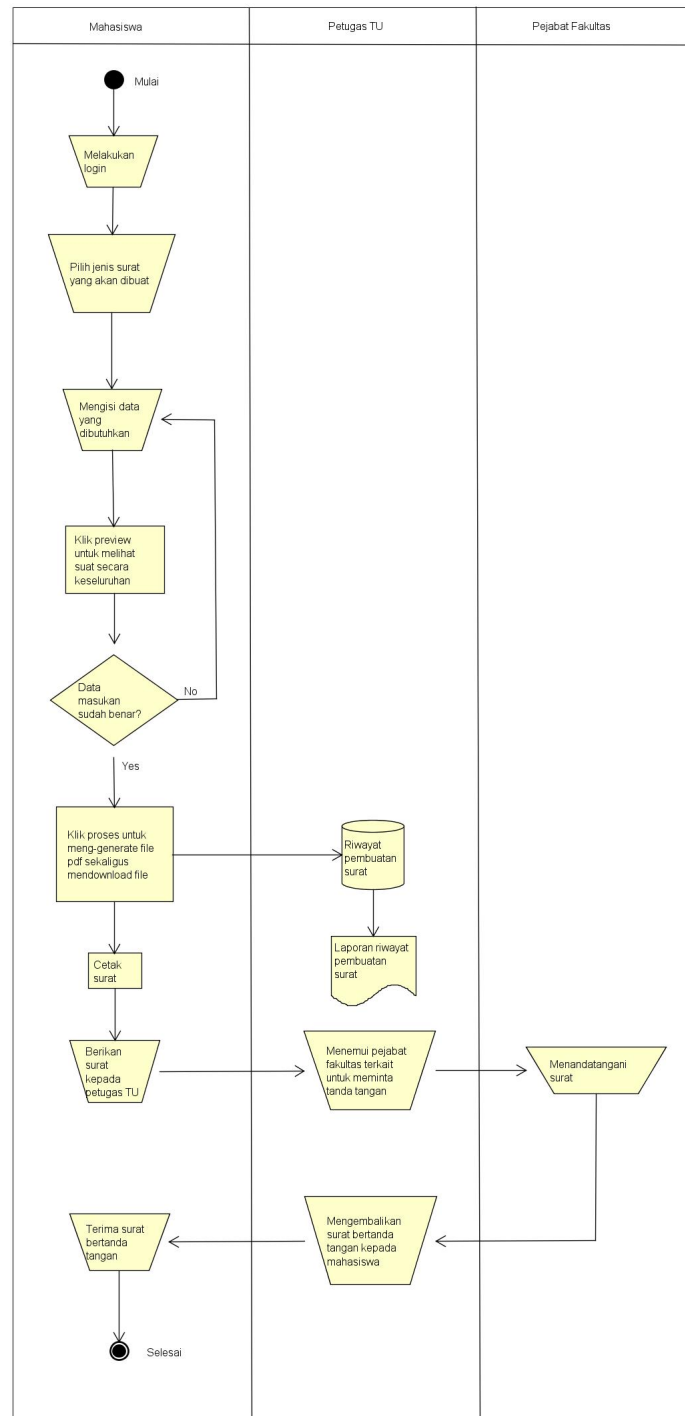 Mahasiswa
Petugas TU
Pejabat Fakultas
Mulai
Melakukan
login
Pilih jenis surat
yang akan dibuat
Mengisi data
yang
dibutuhkan
Klik preview
untuk melihat
suat secara
keseluruhan
Data
masukan
sudah benar?
No
Yes
Klik proses untuk
meng-generate file
pdf sekaligus
mendownload file
Riwayat
pembuatan
surat
Laporan riwayat
pembuatan
surat
Cetak
surat
Berikan
surat
kepada
petugas TU
Menemui pejabat
fakultas terkait
untuk meminta
tanda tangan
Menandatangani
surat
Mengembalikan
surat bertanda
tangan kepada
mahasiswa
Terima surat
bertanda
tangan
Selesai